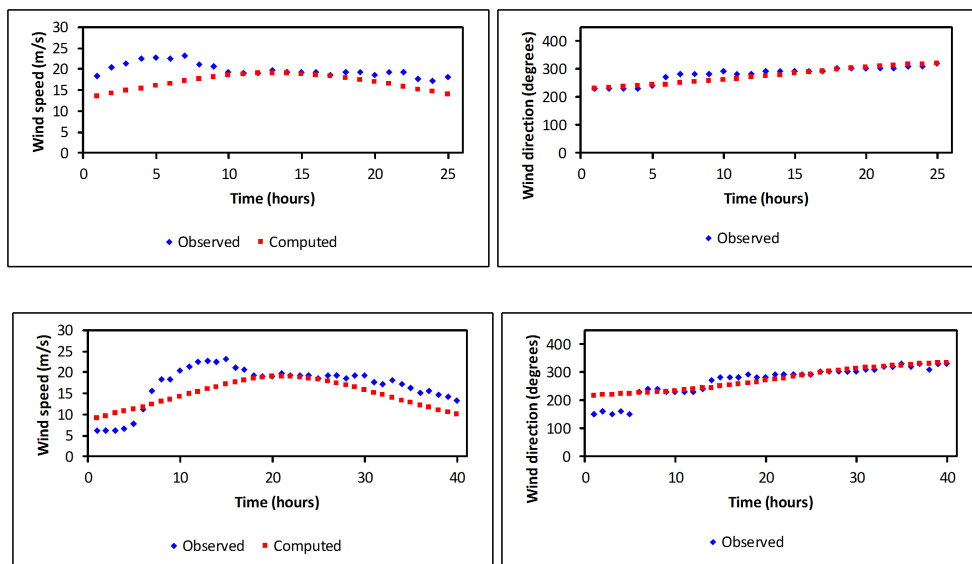 Wind speed (m/s)
30
25
20
15
10
5
0
0 5 10 15 20 25
Time (hours)
Observed Computed
Wind direction (degrees)
400
300
200
100
0
0 5 10 15 20 25
Time (hours)
Observed
Wind speed (m/s)
30
25
20
15
10
5
0
0 10 20 30 40
Time (hours)
Observed Computed
Wind direction (degrees)
400
300
200
100
0
0 10 20 30 40
Time (hours)
Observed